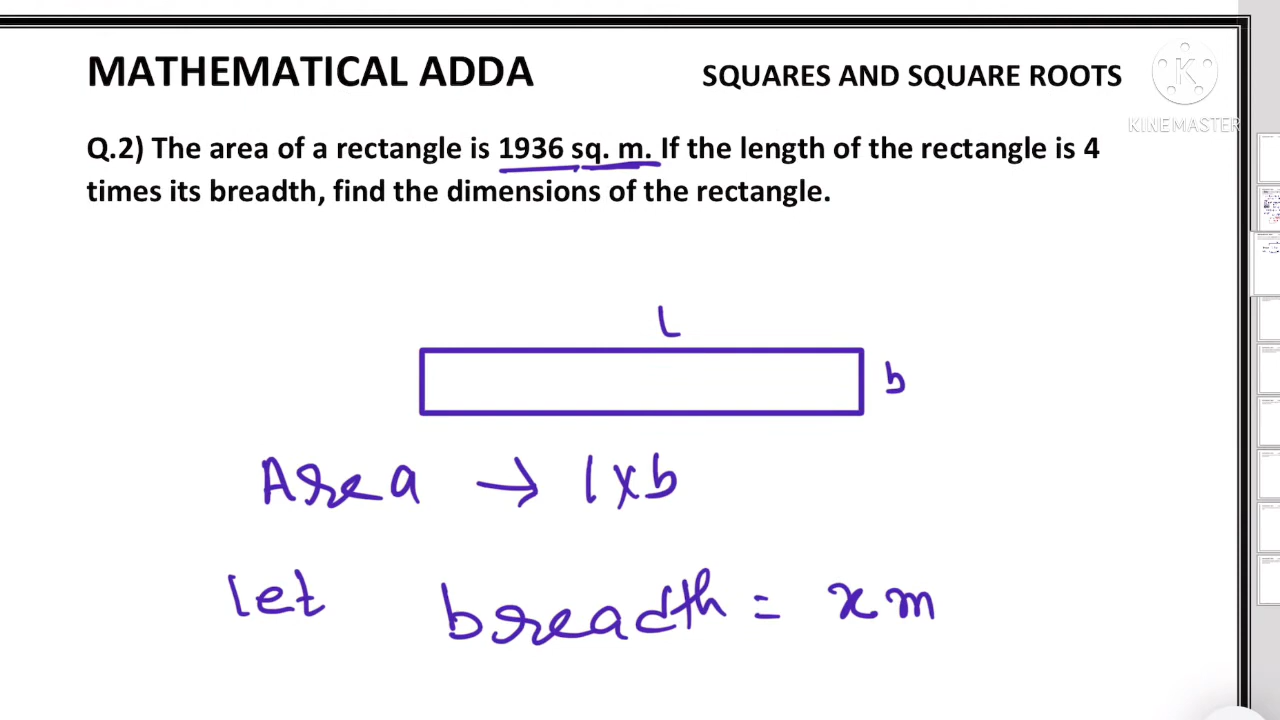 MATHEMATICAL ADDA SQUARES AND SQUARE ROOTS
KINEMASTER
Q.2) The area of a rectangle is 1936 sq. m. If the length of the rectangle is 4
times its breadth, find the dimensions of the rectangle.
L
b
Area → l x b
let breadth = x m